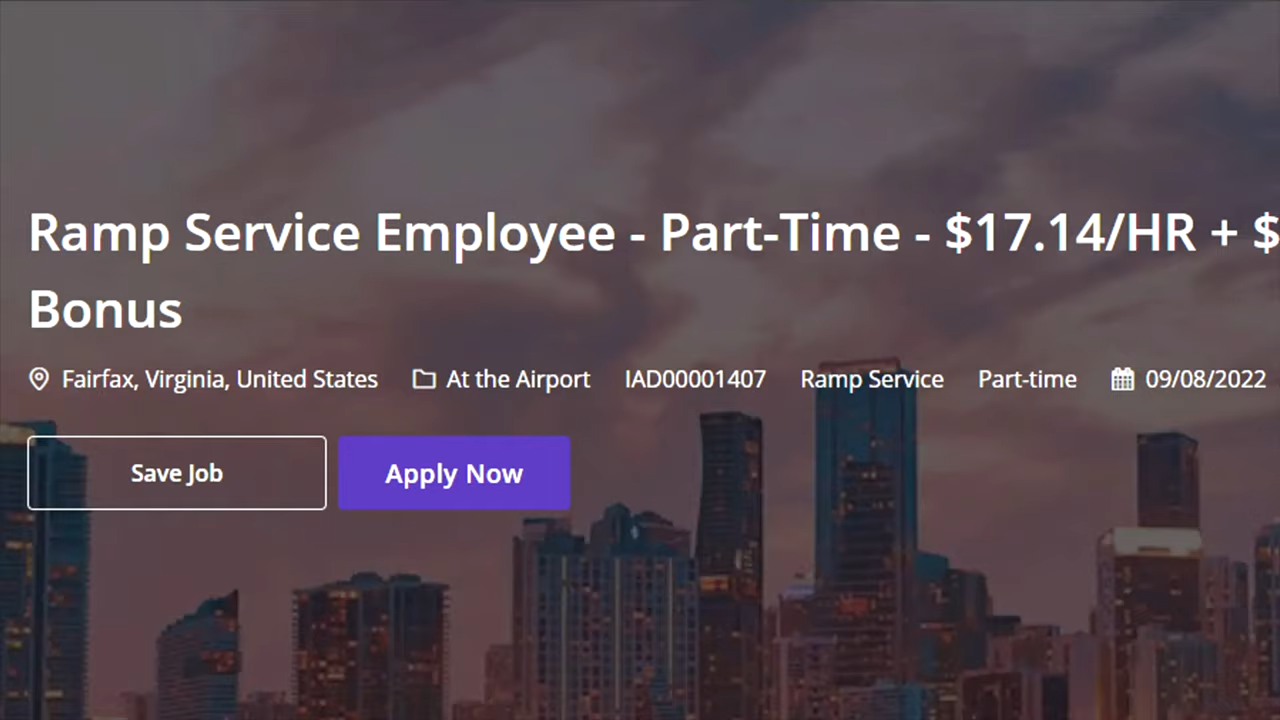 Ramp Service Employee - Part-Time - $17.14/HR + $
Bonus
Fairfax, Virginia, United States At the Airport IAD00001407 Ramp Service Part-time 09/08/2022
Save Job Apply Now